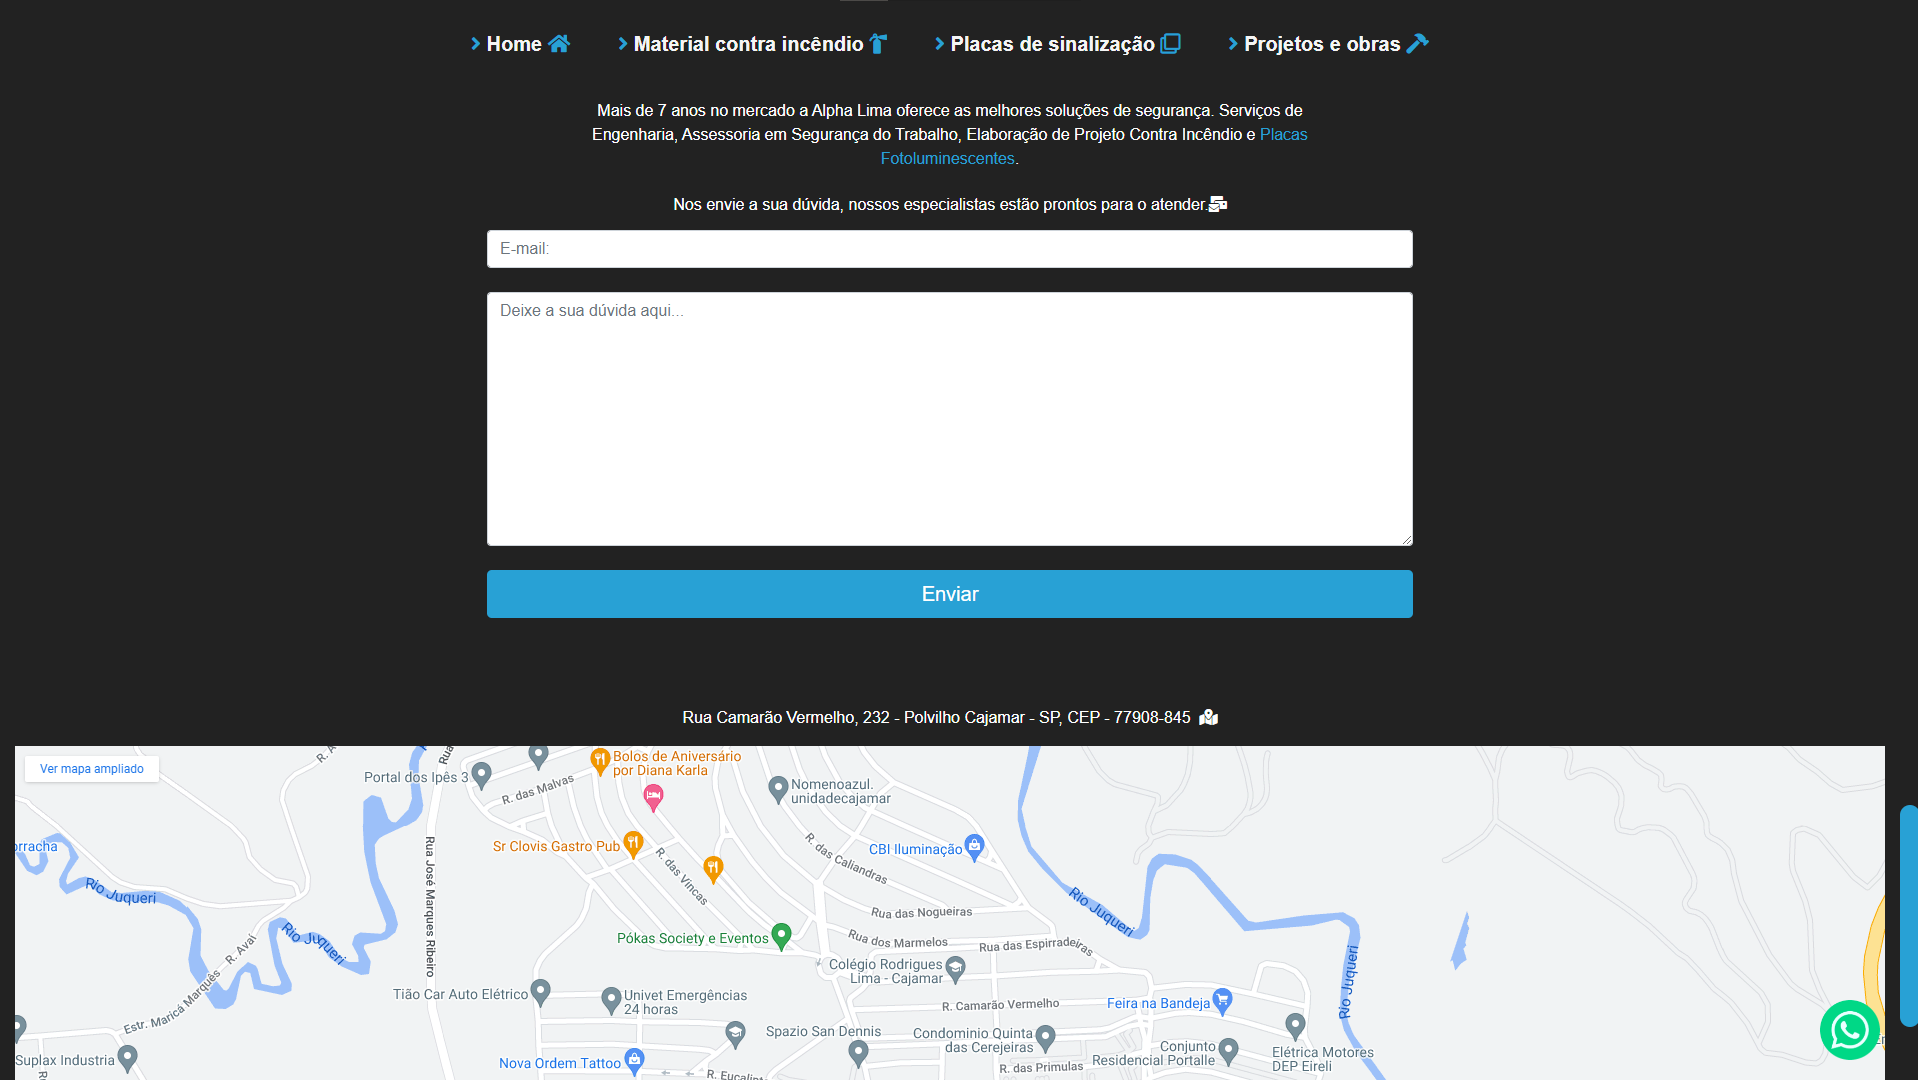 Home
Material contra incêndio
Placas de sinalização
Projetos e obras
Mais de 7 anos no mercado a Alpha Lima oferece as melhores soluções de segurança. Serviços de
Engenharia, Assessoria em Segurança do Trabalho, Elaboração de Projeto Contra Incêndio e Placas
Fotoluminescentes.
Nos envie a sua dúvida, nossos especialistas estão prontos para o atender.
E-mail:
Deixe a sua dúvida aqui...
Enviar
Rua Camarão Vermelho, 232 - Polvilho Cajamar - SP, CEP - 77908-845
Ver mapa ampliado
R. A
Rua
Portal dos Ipês 3
R. das Malvas
Bolos de Aniversário
por Diana Karla
Nomenoazul.
unidadecajamar
orracha
Rio Juqueri
Rua José Marques Ribeiro
Sr Clovis Gastro Pub
R. das Vincas
R. das Caliandras
CBI Iluminação
Rio Juqueri
Rua das Nogueiras
Rio Juqueri
R. Avaí
Pókas Society e Eventos
Rua dos Marmelos
Rua das Espirradeiras
Colégio Rodrigues
Lima - Cajamar
Rio Juqueri
Estr. Maricá Marquês
Tião Car Auto Elétrico
Univet Emergências
24 horas
R. Camarão Vermelho
Feira na Bandeja
Spazio San Dennis
Condominio Quinta
das Cerejeiras
Conjunto
Residencial Portalle
Elétrica Motores
DEP Eireli
Suplax Industria
Nova Ordem Tattoo
R. Eucalipt
R. das Primulas